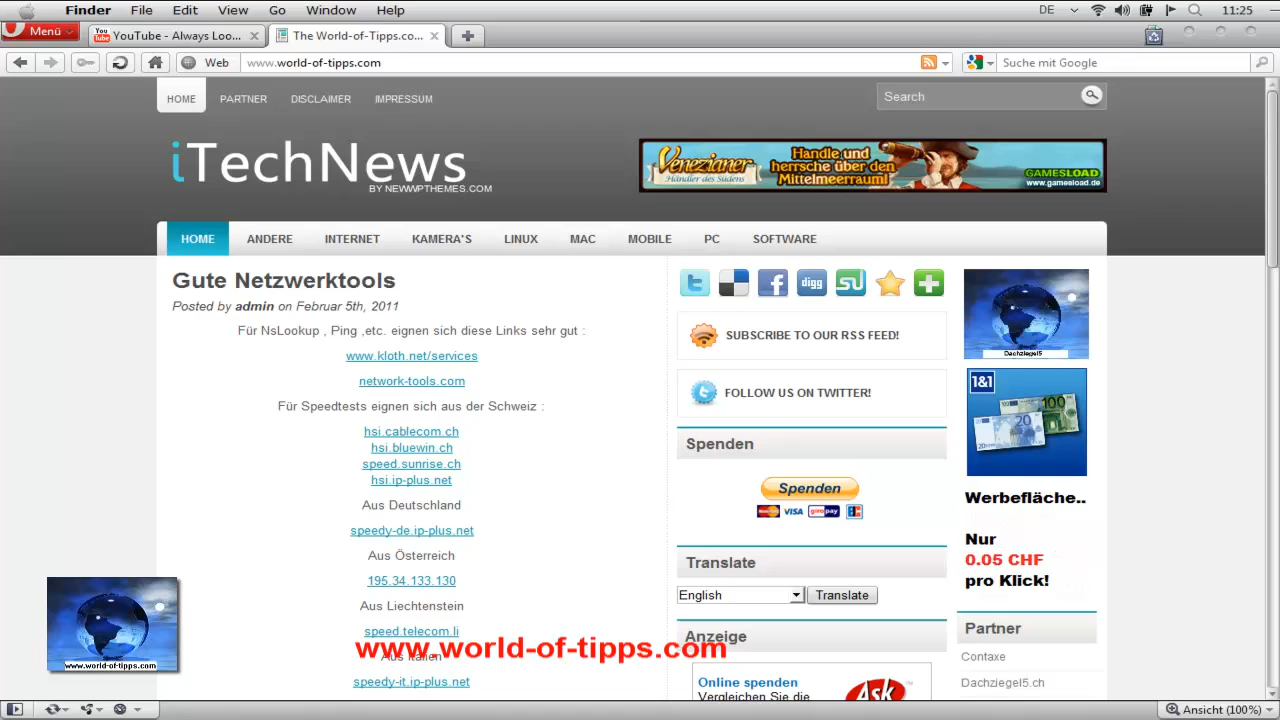 Finder File Edit View Go Window Help DE 11:25
Menü YouTube - Always Loo... The World-of-Tipps.co...
Web www.world-of-tipps.com Suche mit Google
HOME PARTNER DISCLAIMER IMPRESSUM Search
iTechNews
BY NEWWPTHEMES.COM
Venezianer
Händler des Südens
Handle und
herrsche über den
Mittelmeerraum!
GAMESLOAD
www.gamesload.de
HOME ANDERE INTERNET KAMERA'S LINUX MAC MOBILE PC SOFTWARE
Gute Netzwerktools
Posted by admin on Februar 5th, 2011
Für NsLookup , Ping ,etc. eignen sich diese Links sehr gut :
www.kloth.net/services
network-tools.com
Für Speedtests eignen sich aus der Schweiz :
hsi.cablecom.ch
hsi.bluewin.ch
speed.sunrise.ch
hsi.ip-plus.net
Aus Deutschland
speedy-de.ip-plus.net
Aus Österreich
195.34.133.130
Aus Liechtenstein
speed.telecom.li
Aus Italien
speedy-it.ip-plus.net
www.world-of-tipps.com
www.world-of-tipps.com
digg
SUBSCRIBE TO OUR RSS FEED!
FOLLOW US ON TWITTER!
Spenden
Spenden
VISA giropay
Translate
English Translate
Anzeige
Online spenden
Vergleichen Sie die
Ask
Dachziegel5
1&1
100
20
Werbefläche..
Nur
0.05 CHF
pro Klick!
Partner
Contaxe
Dachziegel5.ch
Ansicht (100%)